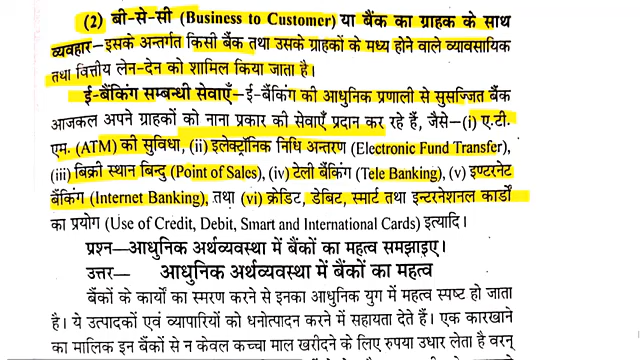 (2) बी-से-सी (Business to Customer) या बैंक का ग्राहक के साथ
व्यवहार– इसके अन्तर्गत किसी बैंक तथा उसके ग्राहकों के मध्य होने वाले व्यावसायिक
तथा वित्तीय लेन-देन को शामिल किया जाता है।
ई-बैंकिंग सम्बन्धी सेवाएँ– ई-बैंकिंग की आधुनिक प्रणाली से सुसज्जित बैंक
आजकल अपने ग्राहकों को नाना प्रकार की सेवाएँ प्रदान कर रहे हैं, जैसे– (i) ए.टी.
एम. (ATM) की सुविधा, (ii) इलेक्ट्रॉनिक निधि अन्तरण (Electronic Fund Transfer),
(iii) बिक्री स्थान बिन्दु (Point of Sales), (iv) टेली बैंकिंग (Tele Banking), (v) इण्टरनेट
बैंकिंग (Internet Banking), तथा (vi) क्रेडिट, डेबिट, स्मार्ट तथा इन्टरनेशनल कार्डों
का प्रयोग (Use of Credit, Debit, Smart and International Cards) इत्यादि।
प्रश्न—आधुनिक अर्थव्यवस्था में बैंकों का महत्व समझाइए।
उत्तर— आधुनिक अर्थव्यवस्था में बैंकों का महत्व
बैंकों के कार्यों का स्मरण करने से इनका आधुनिक युग में महत्व स्पष्ट हो जाता
है। ये उत्पादकों एवं व्यापारियों को धनोत्पादन करने में सहायता देते हैं। एक कारखाने
का मालिक इन बैंकों से न केवल कच्चा माल खरीदने के लिए रुपया उधार लेता है वरन्